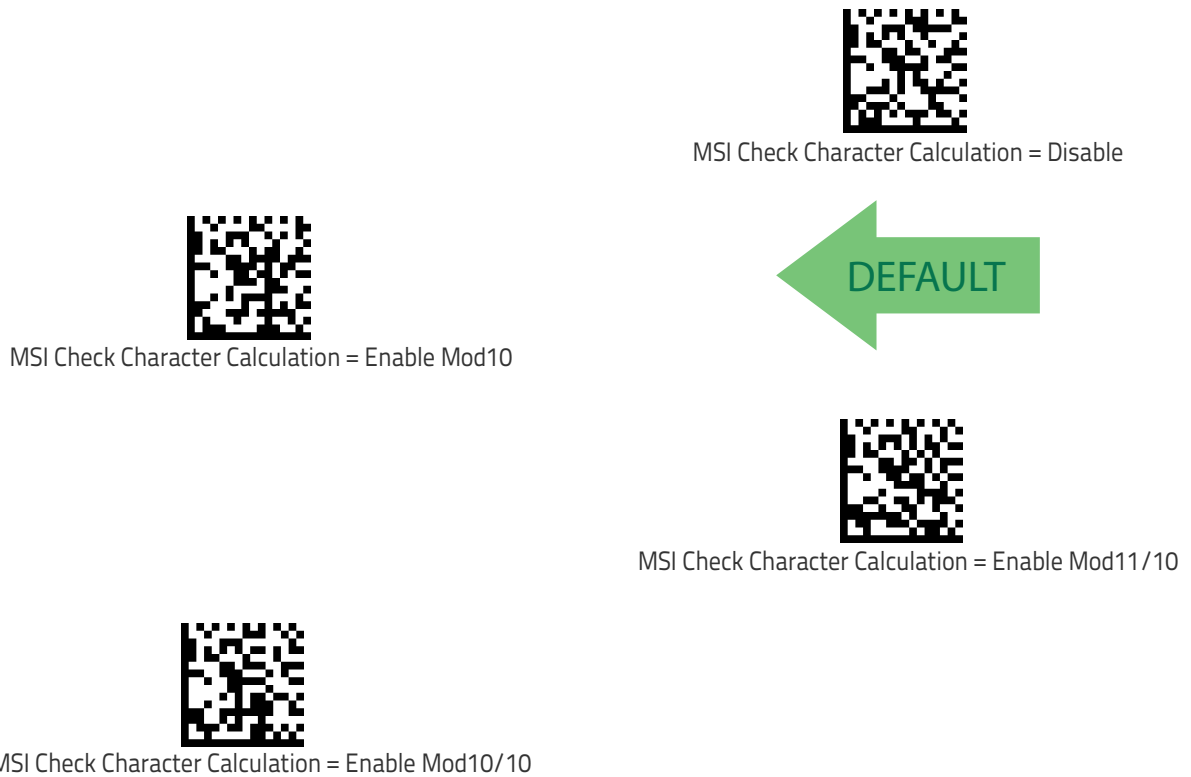 MSI Check Character Calculation = Disable
MSI Check Character Calculation = Enable Mod10
DEFAULT
MSI Check Character Calculation = Enable Mod11/10
MSI Check Character Calculation = Enable Mod10/10